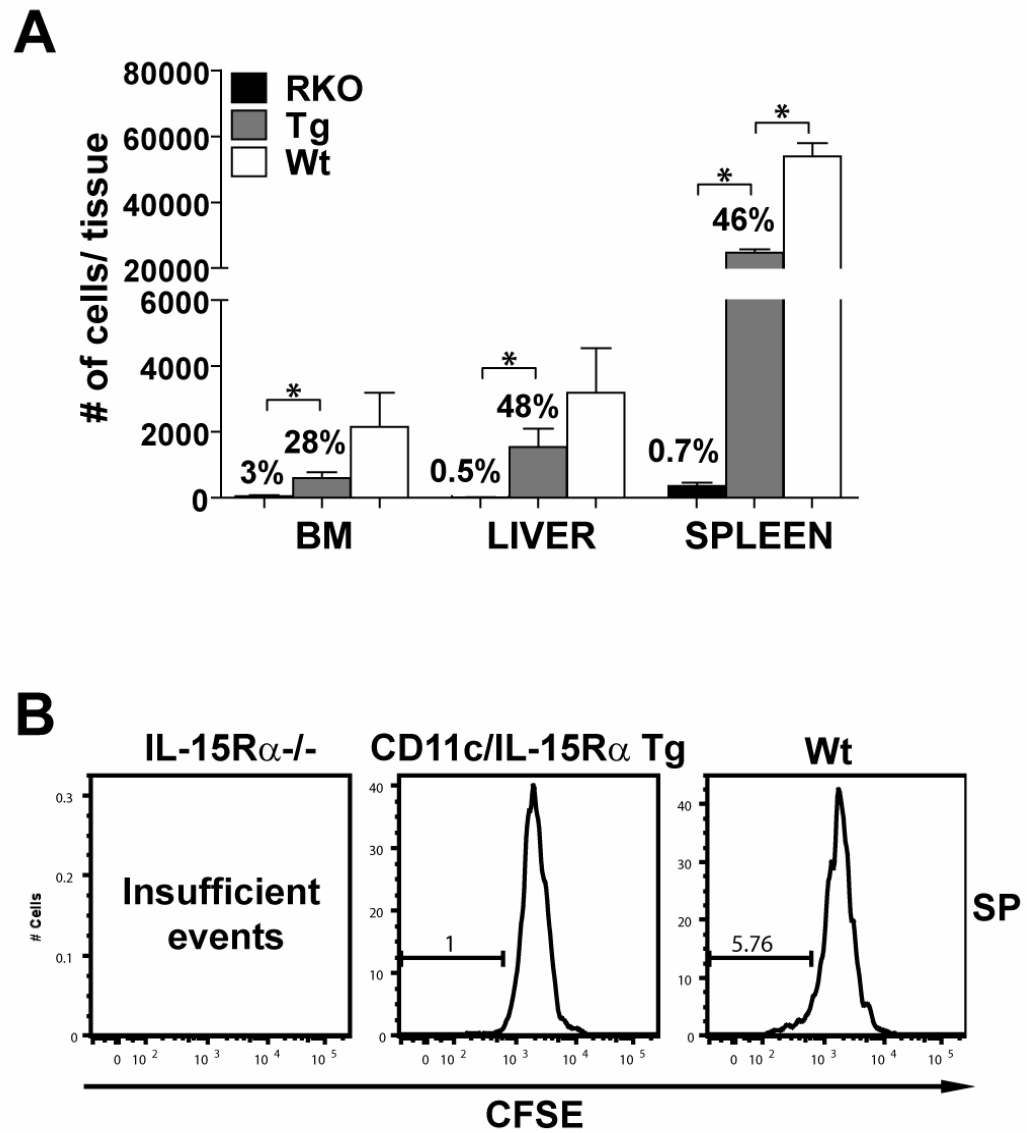 A
80000
60000
40000
20000
6000
4000
2000
0
# of cells/ tissue
RKO
Tg
Wt
*
*
46%
*
28%
3%
*
48%
0.5%
0.7%
BM LIVER SPLEEN
B
IL-15Rα-/- CD11c/IL-15Rα Tg Wt
0.3
0.2
0.1
0
# Cells
Insufficient
events
0 10 2 10 3 10 4 10 5
40
30
20
10
0
1
0 10 2 10 3 10 4 10 5
40
30
20
10
0
5.76
0 10 2 10 3 10 4 10 5
SP
CFSE